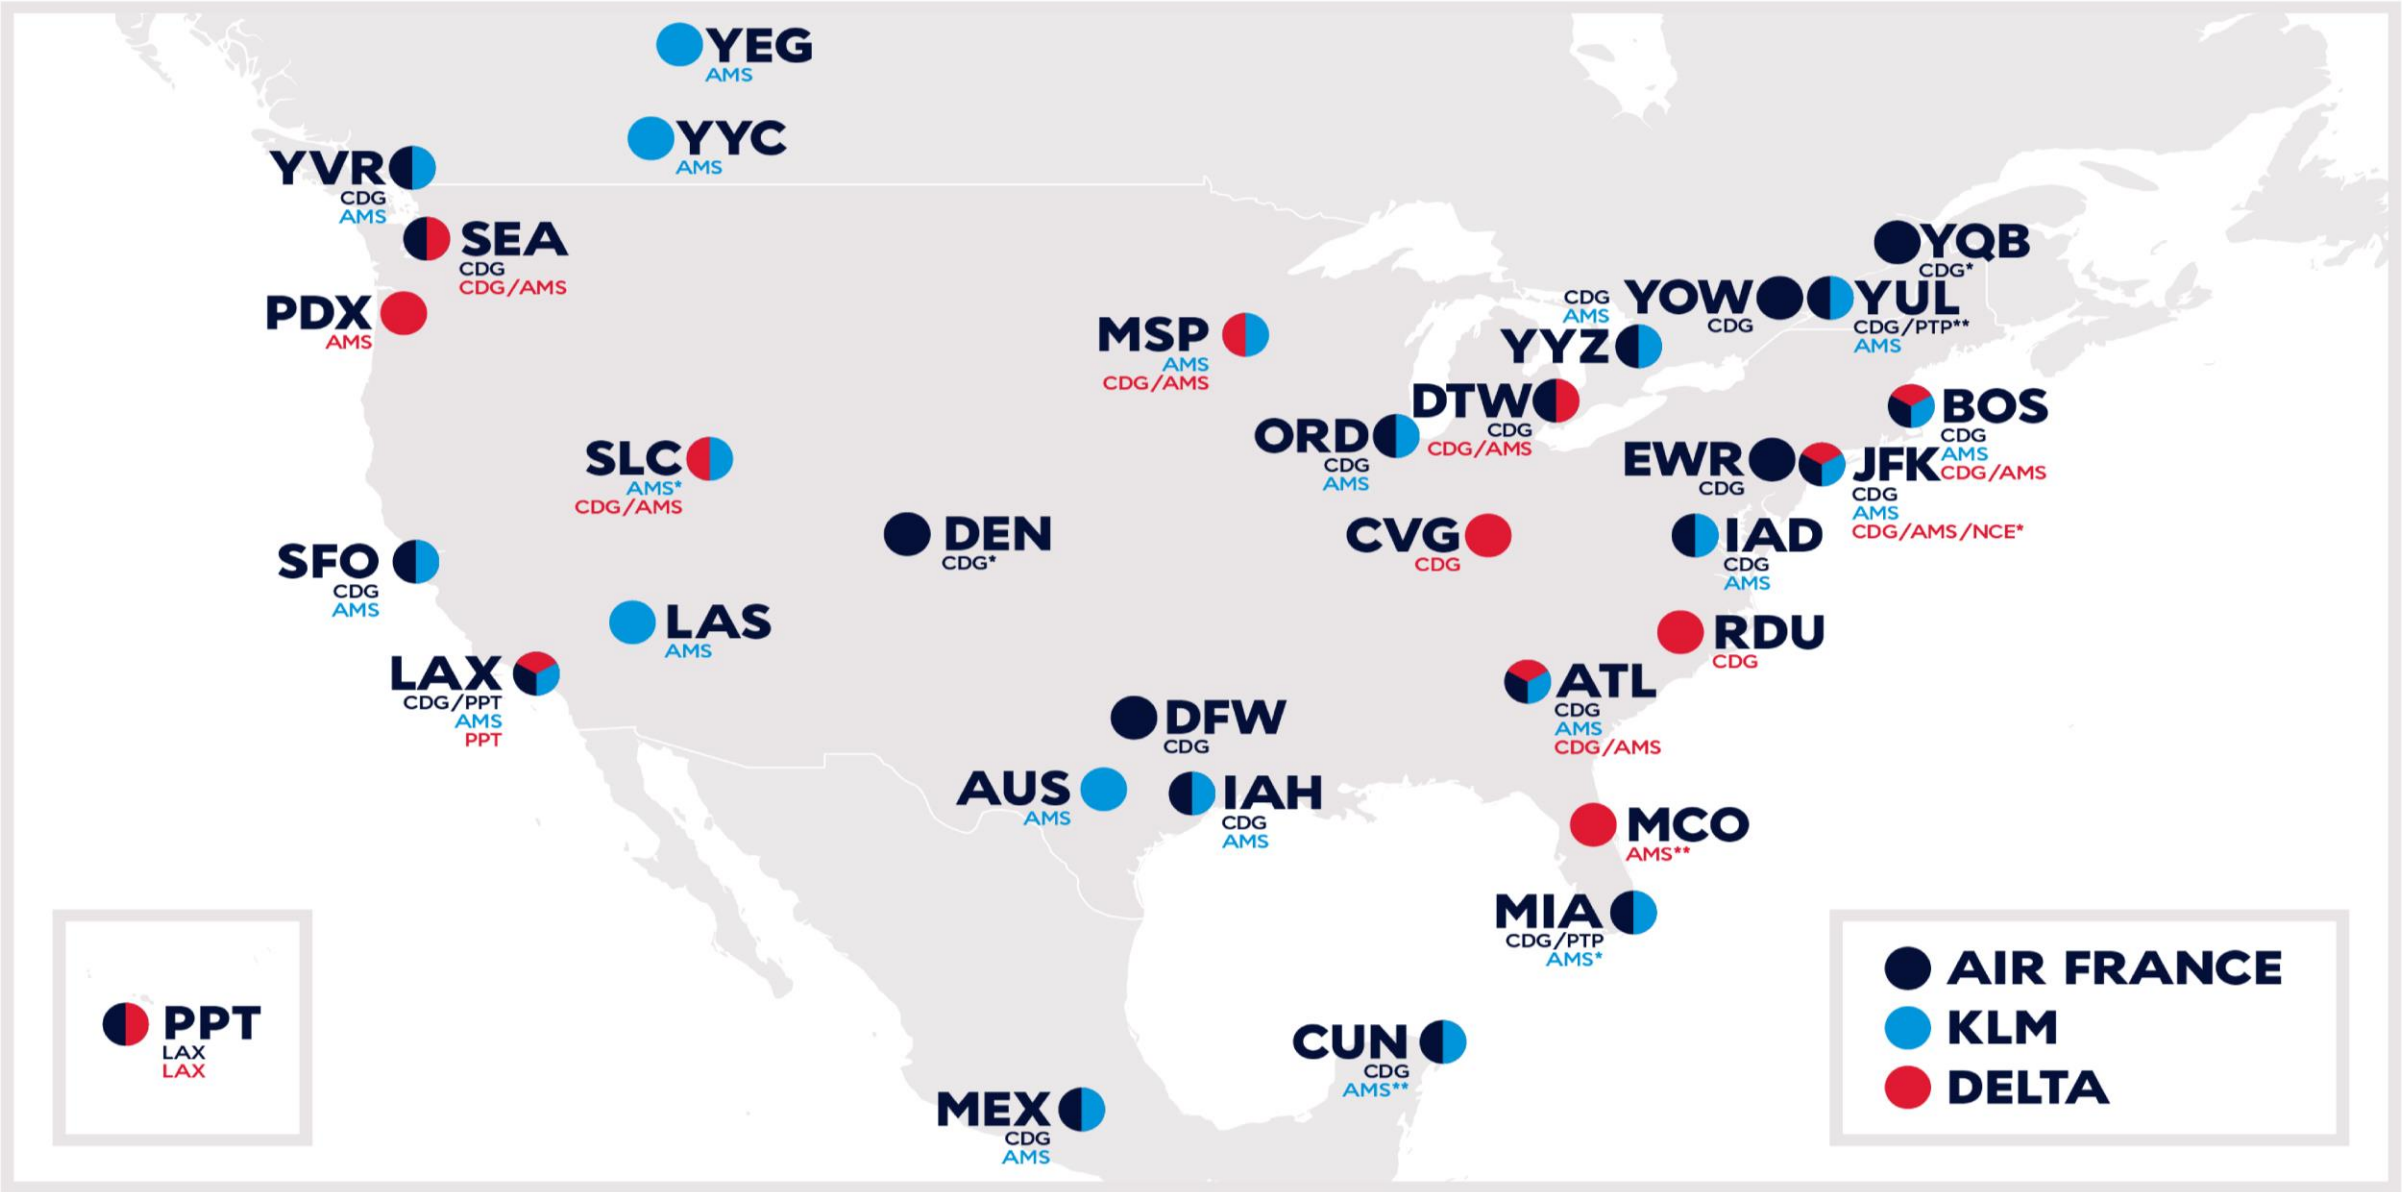 YEG
AMS
YYC
AMS
YVR
CDG
AMS
SEA
CDG
CDG/AMS
PDX
AMS
MSP
AMS
CDG/AMS
YQB
CDG*
YOW
CDG
YUL
CDG/PTP**
AMS
CDG
AMS
YYZ
DTW
CDG
CDG/AMS
ORD
CDG
AMS
BOS
CDG
AMS
CDG/AMS
EWR
CDG
JFK
CDG
AMS
CDG/AMS/NCE*
SLC
AMS*
CDG/AMS
DEN
CDG*
CVG
CDG
IAD
CDG
AMS
SFO
CDG
AMS
LAS
AMS
RDU
CDG
LAX
CDG/PPT
AMS
PPT
ATL
CDG
AMS
CDG/AMS
DFW
CDG
AUS
AMS
IAH
CDG
AMS
MCO
AMS**
MIA
CDG/PTP
AMS*
PPT
LAX
LAX
CUN
CDG
AMS**
MEX
CDG
AMS
AIR FRANCE
KLM
DELTA